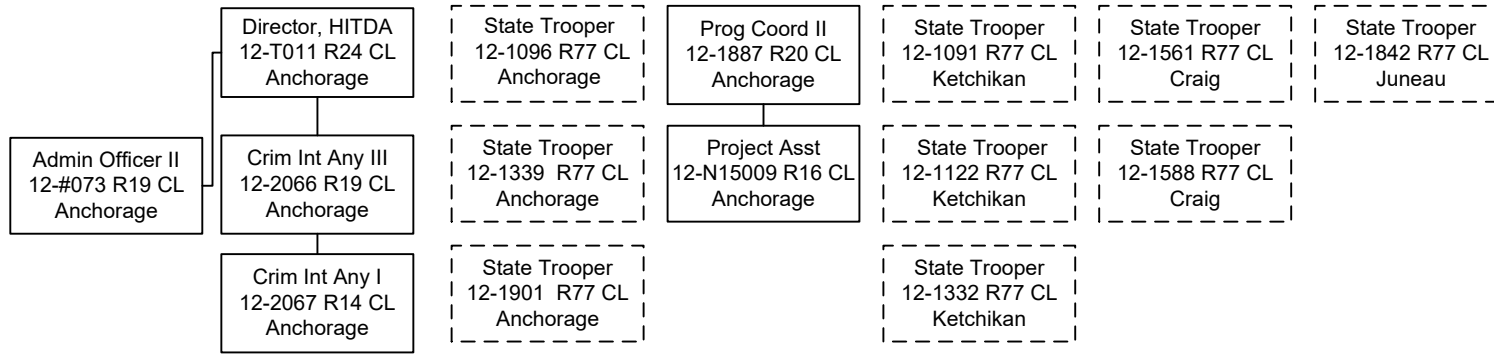 Director, HITDA
12-T011 R24 CL
Anchorage
State Trooper
12-1096 R77 CL
Anchorage
Prog Coord II
12-1887 R20 CL
Anchorage
State Trooper
12-1091 R77 CL
Ketchikan
State Trooper
12-1561 R77 CL
Craig
State Trooper
12-1842 R77 CL
Juneau
Admin Officer II
12-#073 R19 CL
Anchorage
Crim Int Any III
12-2066 R19 CL
Anchorage
State Trooper
12-1339 R77 CL
Anchorage
Project Asst
12-N15009 R16 CL
Anchorage
State Trooper
12-1122 R77 CL
Ketchikan
State Trooper
12-1588 R77 CL
Craig
Crim Int Any I
12-2067 R14 CL
Anchorage
State Trooper
12-1901 R77 CL
Anchorage
State Trooper
12-1332 R77 CL
Ketchikan